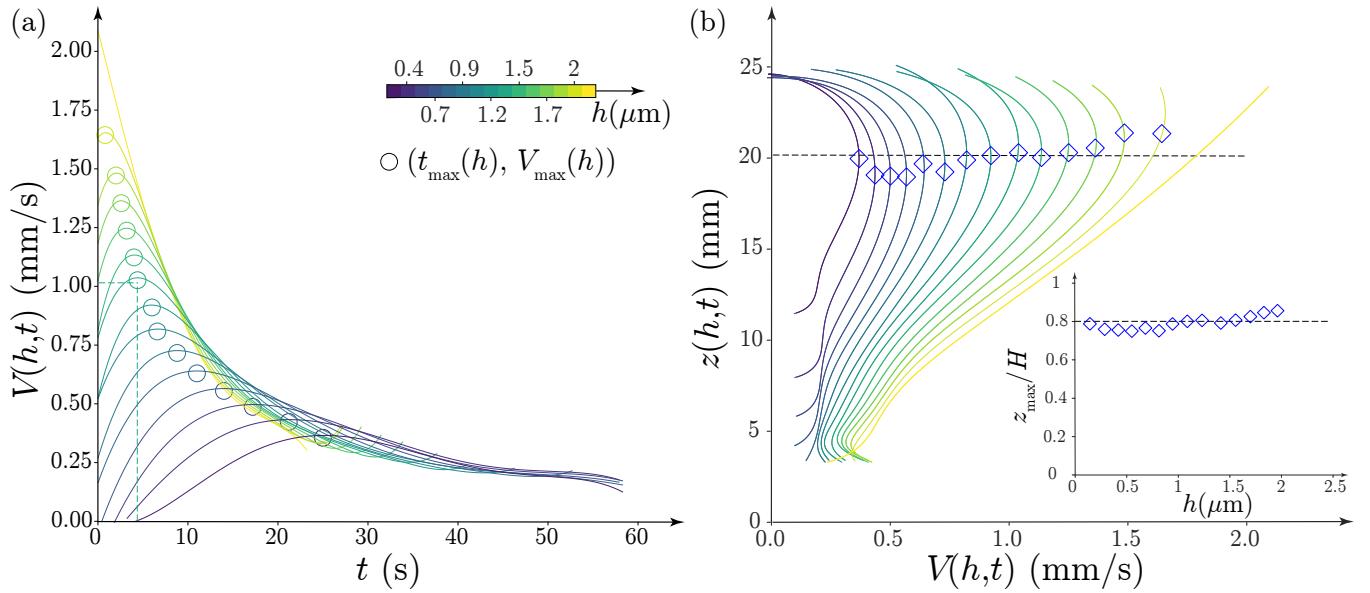 (a)
V(h,t) (mm/s)
2.00
1.75
1.50
1.25
1.00
0.75
0.50
0.25
0.00
0 10 20 30 40 50 60
t (s)
0.4 0.9 1.5 2
0.7 1.2 1.7 h(μm)
(t_max(h), V_max(h))
(b)
z(h,t) (mm)
25
20
15
10
5
0
0.0 0.5 1.0 1.5 2.0
V(h,t) (mm/s)
z_max/H
1
0.8
0.6
0.4
0.2
0
0 0.5 1 1.5 2 2.5
h(μm)